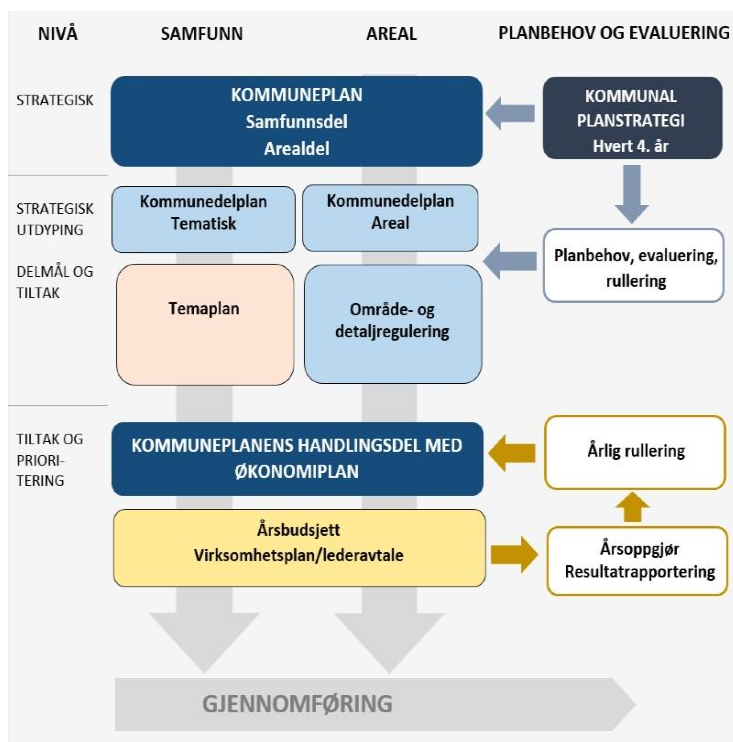 NIVÅ
SAMFUNN
AREAL
PLANBEHOV OG EVALUERING
STRATEGISK
KOMMUNEPLAN
Samfunnsdel
Arealdel
KOMMUNAL
PLANSTRATEGI
Hvert 4. år
STRATEGISK
UTDYPING
Kommunedelplan
Tematisk
Kommunedelplan
Areal
DELMÅL OG
TILTAK
Planbehov, evaluering,
rullering
Temaplan
Område- og
detaljregulering
TILTAK OG
PRIORI-
TERING
KOMMUNEPLANENS HANDLINGSDEL MED
ØKONOMIPLAN
Årlig rullering
Årsbudsjett
Virksomhetsplan/lederavtale
Årsoppgjør
Resultatrapportering
GJENNOMFØRING